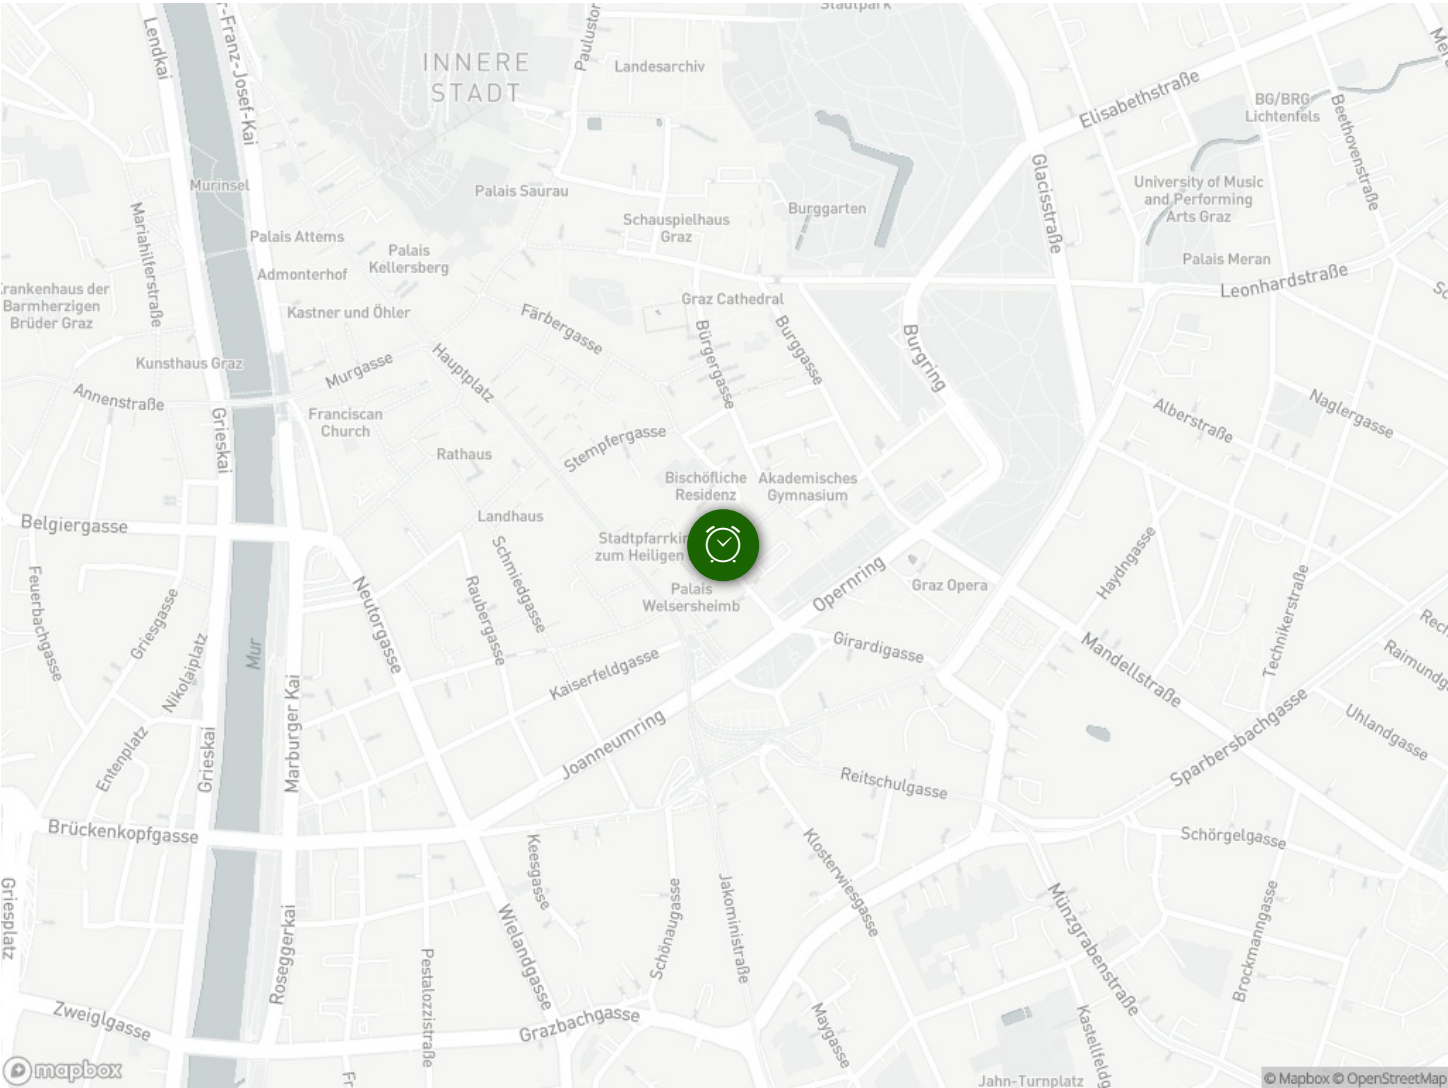 Stadtpark
Lendkai
r-Franz-Josef-Kai
Paulustor
INNERE
STADT
Landesarchiv
Elisabethstraße
BG/BRG
Lichtenfels
Beethovenstraße
Murinsel
Palais Saurau
Glacisstraße
University of Music
and Performing
Arts Graz
Mariahilferstraße
Burggarten
Schauspielhaus
Graz
Palais Attems
Palais
Kellersberg
Palais Meran
Admonterhof
Leonhardstraße
Krankenhaus der
Barmherzigen
Brüder Graz
Graz Cathedral
Kastner und Öhler
Färbergasse
Bürgergasse
Burggasse
Burgring
Kunsthaus Graz
Murgasse
Hauptplatz
Annenstraße
Naglergasse
Alberstraße
Franciscan
Church
Grieskai
Stempfergasse
Rathaus
Bischöfliche
Residenz
Akademisches
Gymnasium
Belgiergasse
Landhaus
Stadtpfarrkir
zum Heiligen
Schmiedgasse
Haydngasse
Feuerbachgasse
Griesgasse
Neutorgasse
Raubergasse
Palais
Welsersheimb
Opernring
Graz Opera
Technikerstraße
Nikolaiplatz
Mur
Girardigasse
Mandellstraße
Raimundg
Kaiserfeldgasse
Marburger Kai
Entenplatz
Grieskai
Joanneumring
Uhlandgasse
Sparbersbachgasse
Reitschulgasse
Brückenkopfgasse
Keesgasse
Klosterwiesgasse
Schörgelgasse
Griesplatz
Schönaugasse
Jakoministraße
Münzgrabenstraße
Brockmanngasse
Roseggerkai
Wielandgasse
Pestalozzistraße
Zweiglgasse
Grazbachgasse
Maygasse
Kastellfeldg
Fr
Jahn-Turnplatz
mapbox
© Mapbox © OpenStreetMap